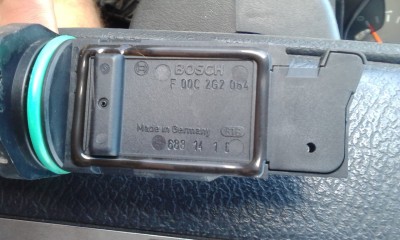 BOSCH
F 00C 2G2 064
Made in Germany